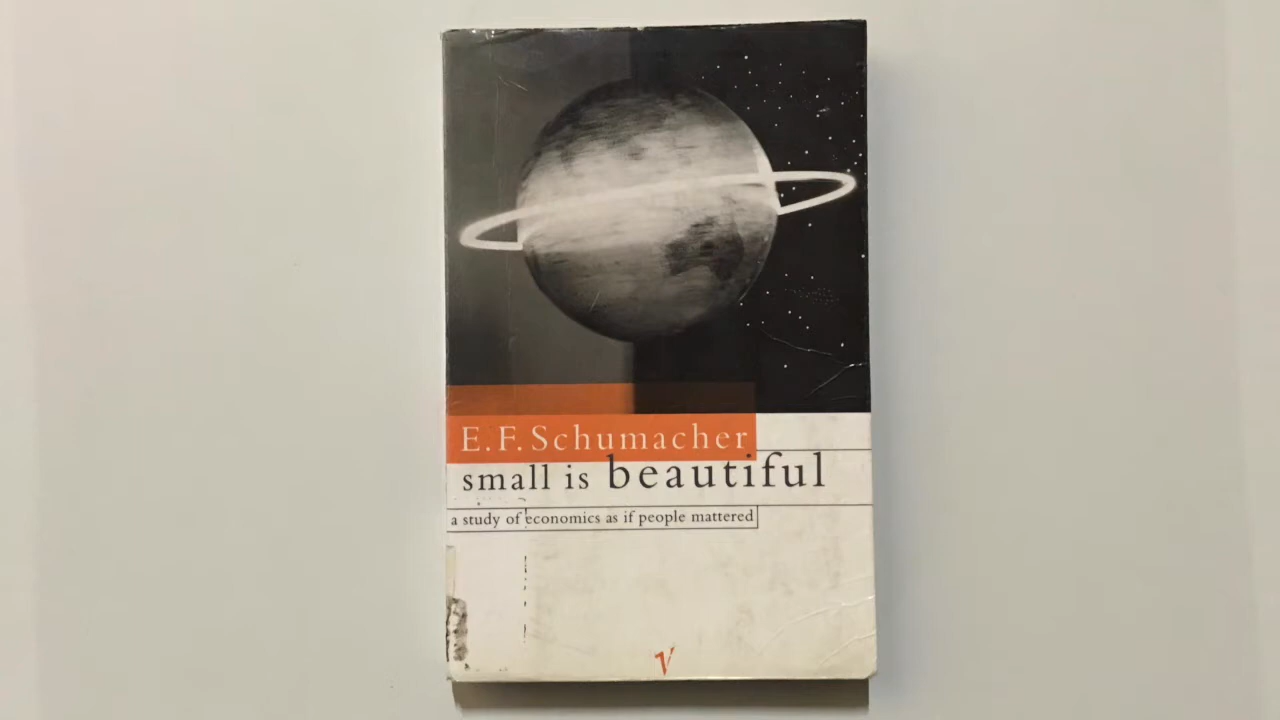 E.F. Schumacher
small is beautiful
a study of economics as if people mattered
V